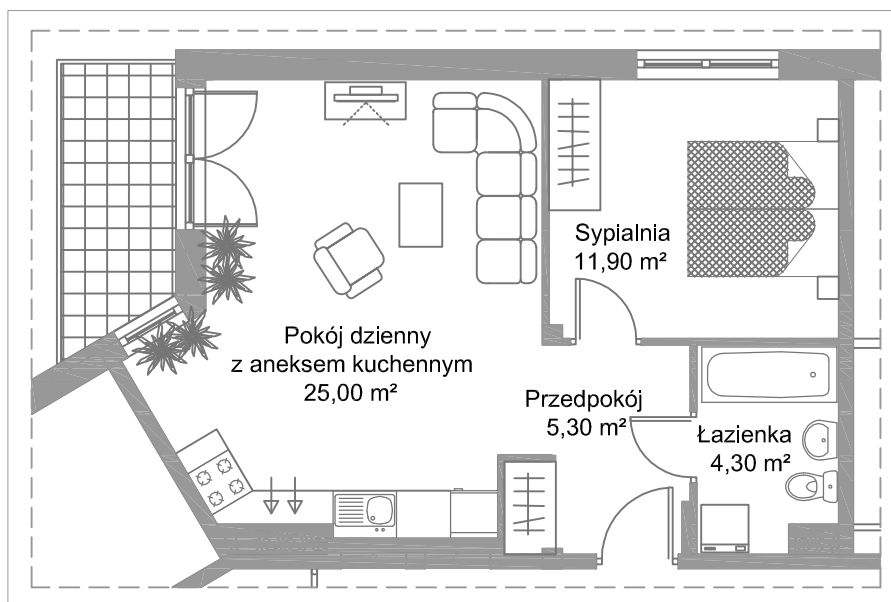 Sypialnia
11,90 m²
Pokój dzienny
z aneksem kuchennym
25,00 m²
Przedpokój
5,30 m²
Łazienka
4,30 m²